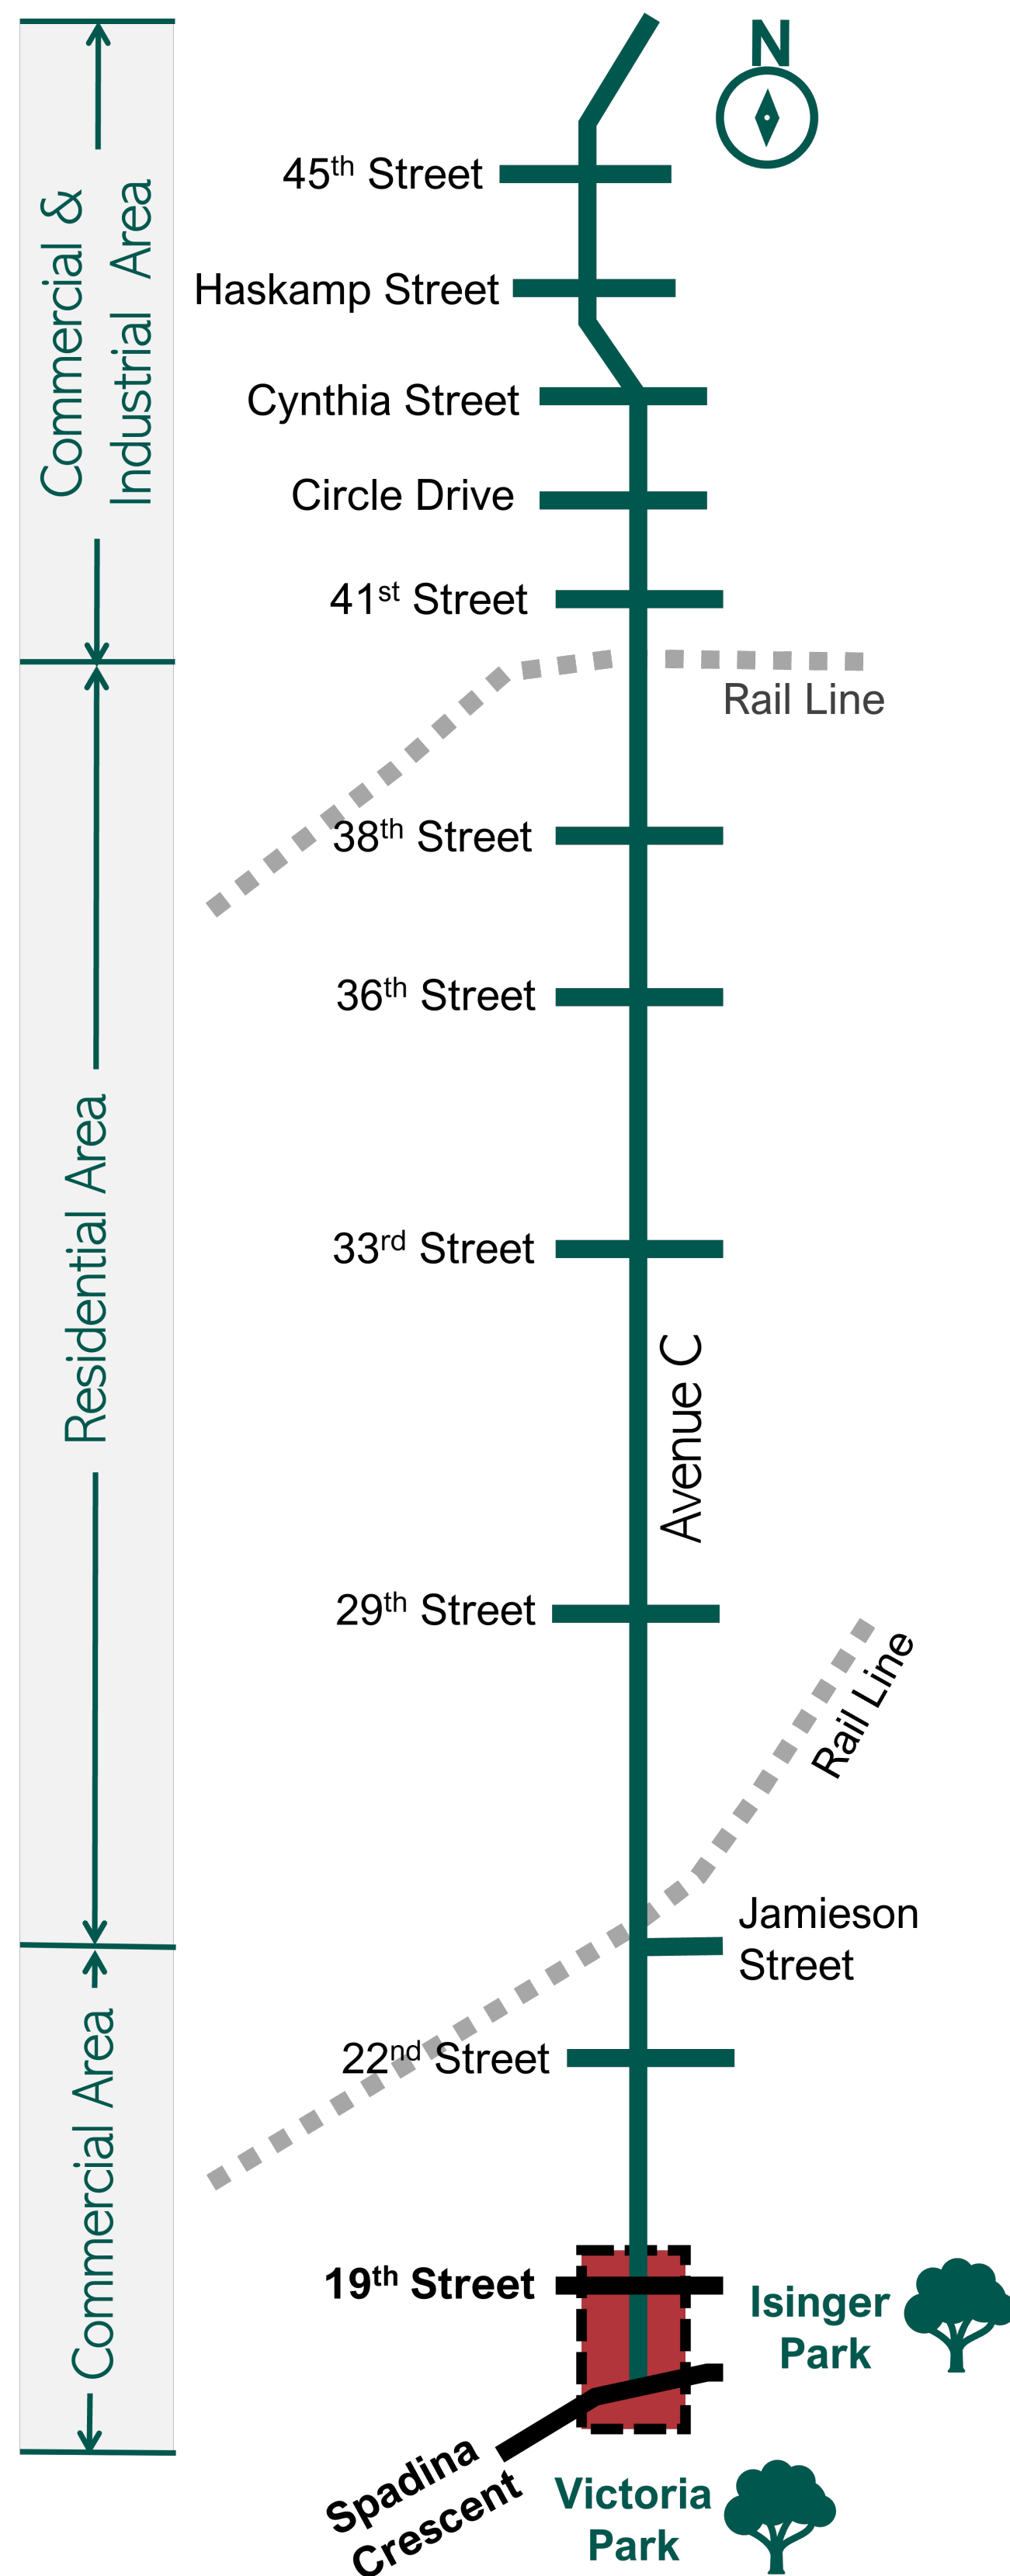 N
45th Street
Commercial &
Industrial Area
Haskamp Street
Cynthia Street
Circle Drive
41st Street
Rail Line
38th Street
36th Street
Residential Area
33rd Street
Avenue C
29th Street
Rail Line
Jamieson
Street
22nd Street
Commercial Area
19th Street
Isinger
Park
Spadina
Crescent
Victoria
Park